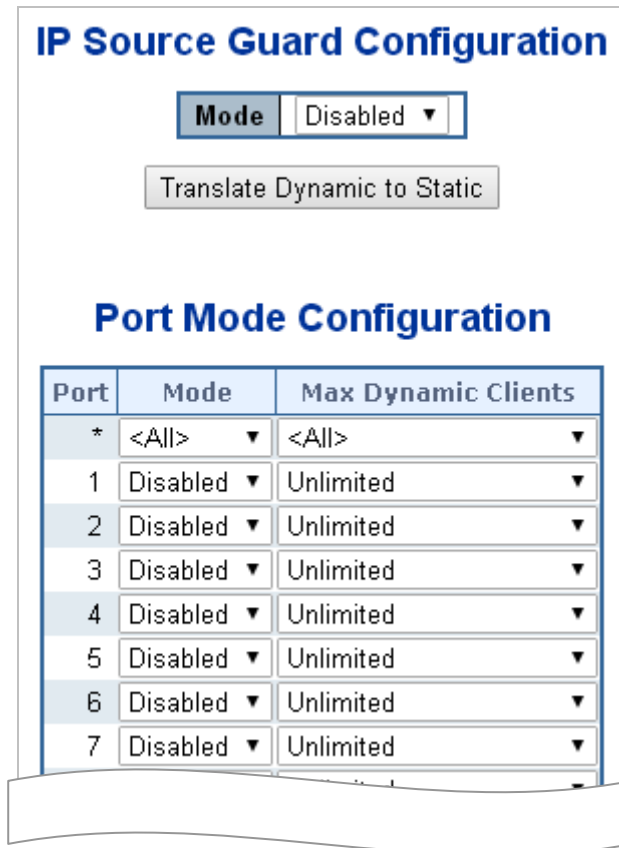 IP Source Guard Configuration
Mode Disabled
Translate Dynamic to Static
Port Mode Configuration
Port Mode Max Dynamic Clients
* <All> <All>
1 Disabled Unlimited
2 Disabled Unlimited
3 Disabled Unlimited
4 Disabled Unlimited
5 Disabled Unlimited
6 Disabled Unlimited
7 Disabled Unlimited